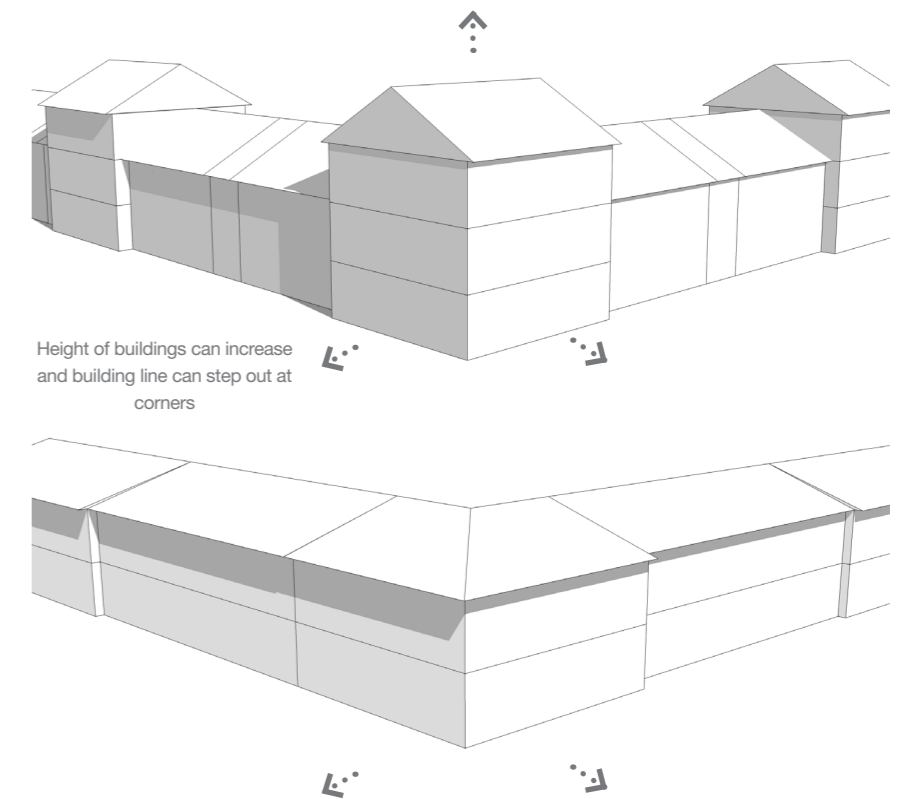 Height of buildings can increase
and building line can step out at
corners